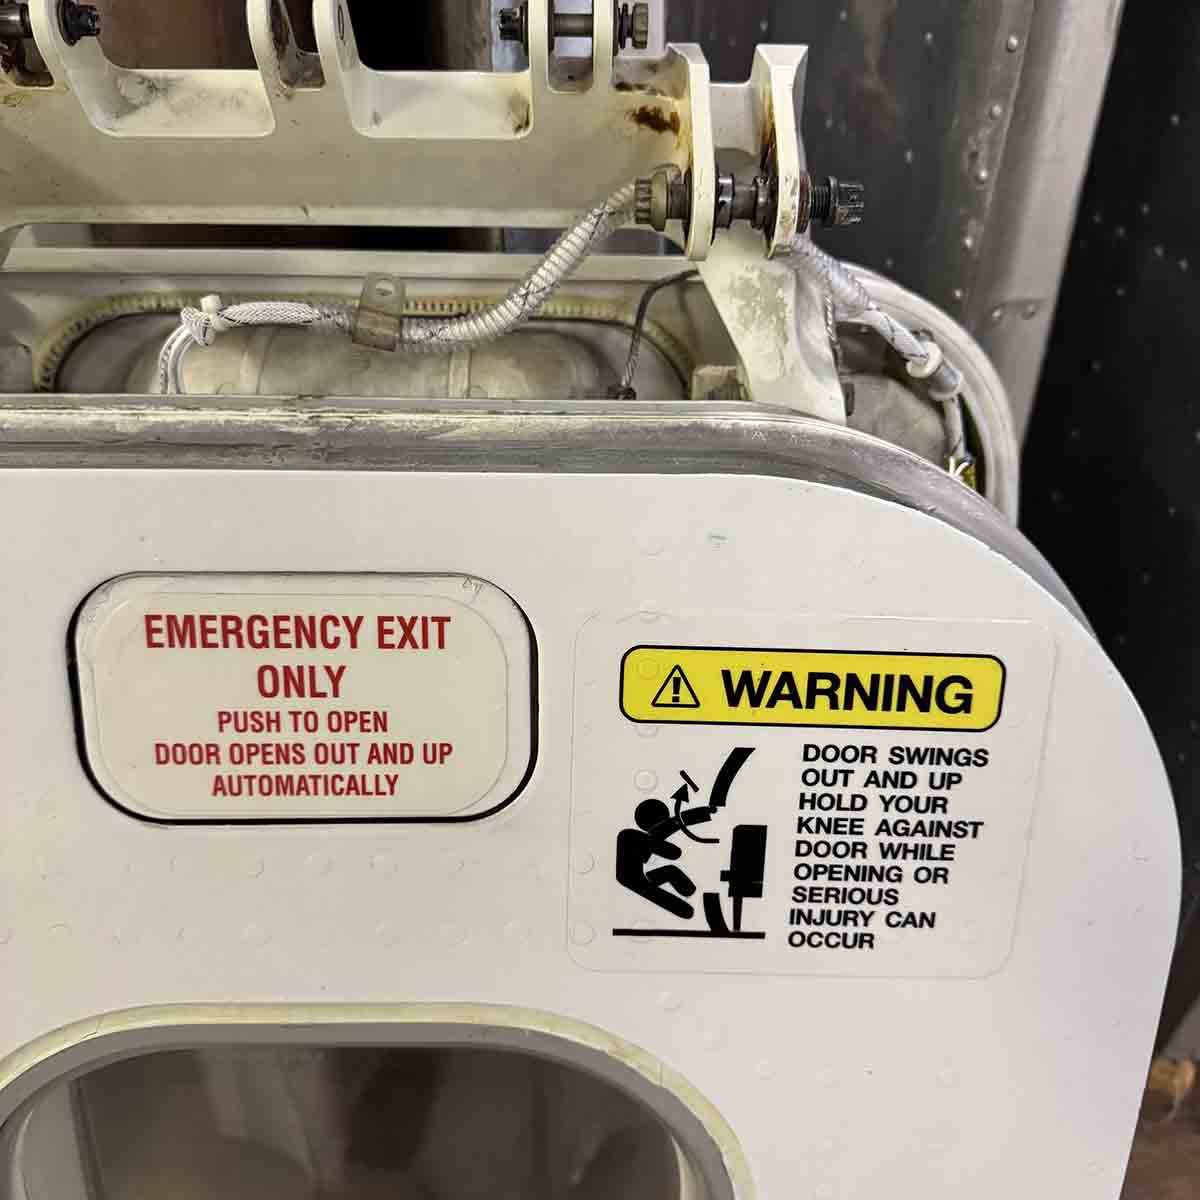 EMERGENCY EXIT
ONLY
PUSH TO OPEN
DOOR OPENS OUT AND UP
AUTOMATICALLY
WARNING
DOOR SWINGS
OUT AND UP
HOLD YOUR
KNEE AGAINST
DOOR WHILE
OPENING OR
SERIOUS
INJURY CAN
OCCUR